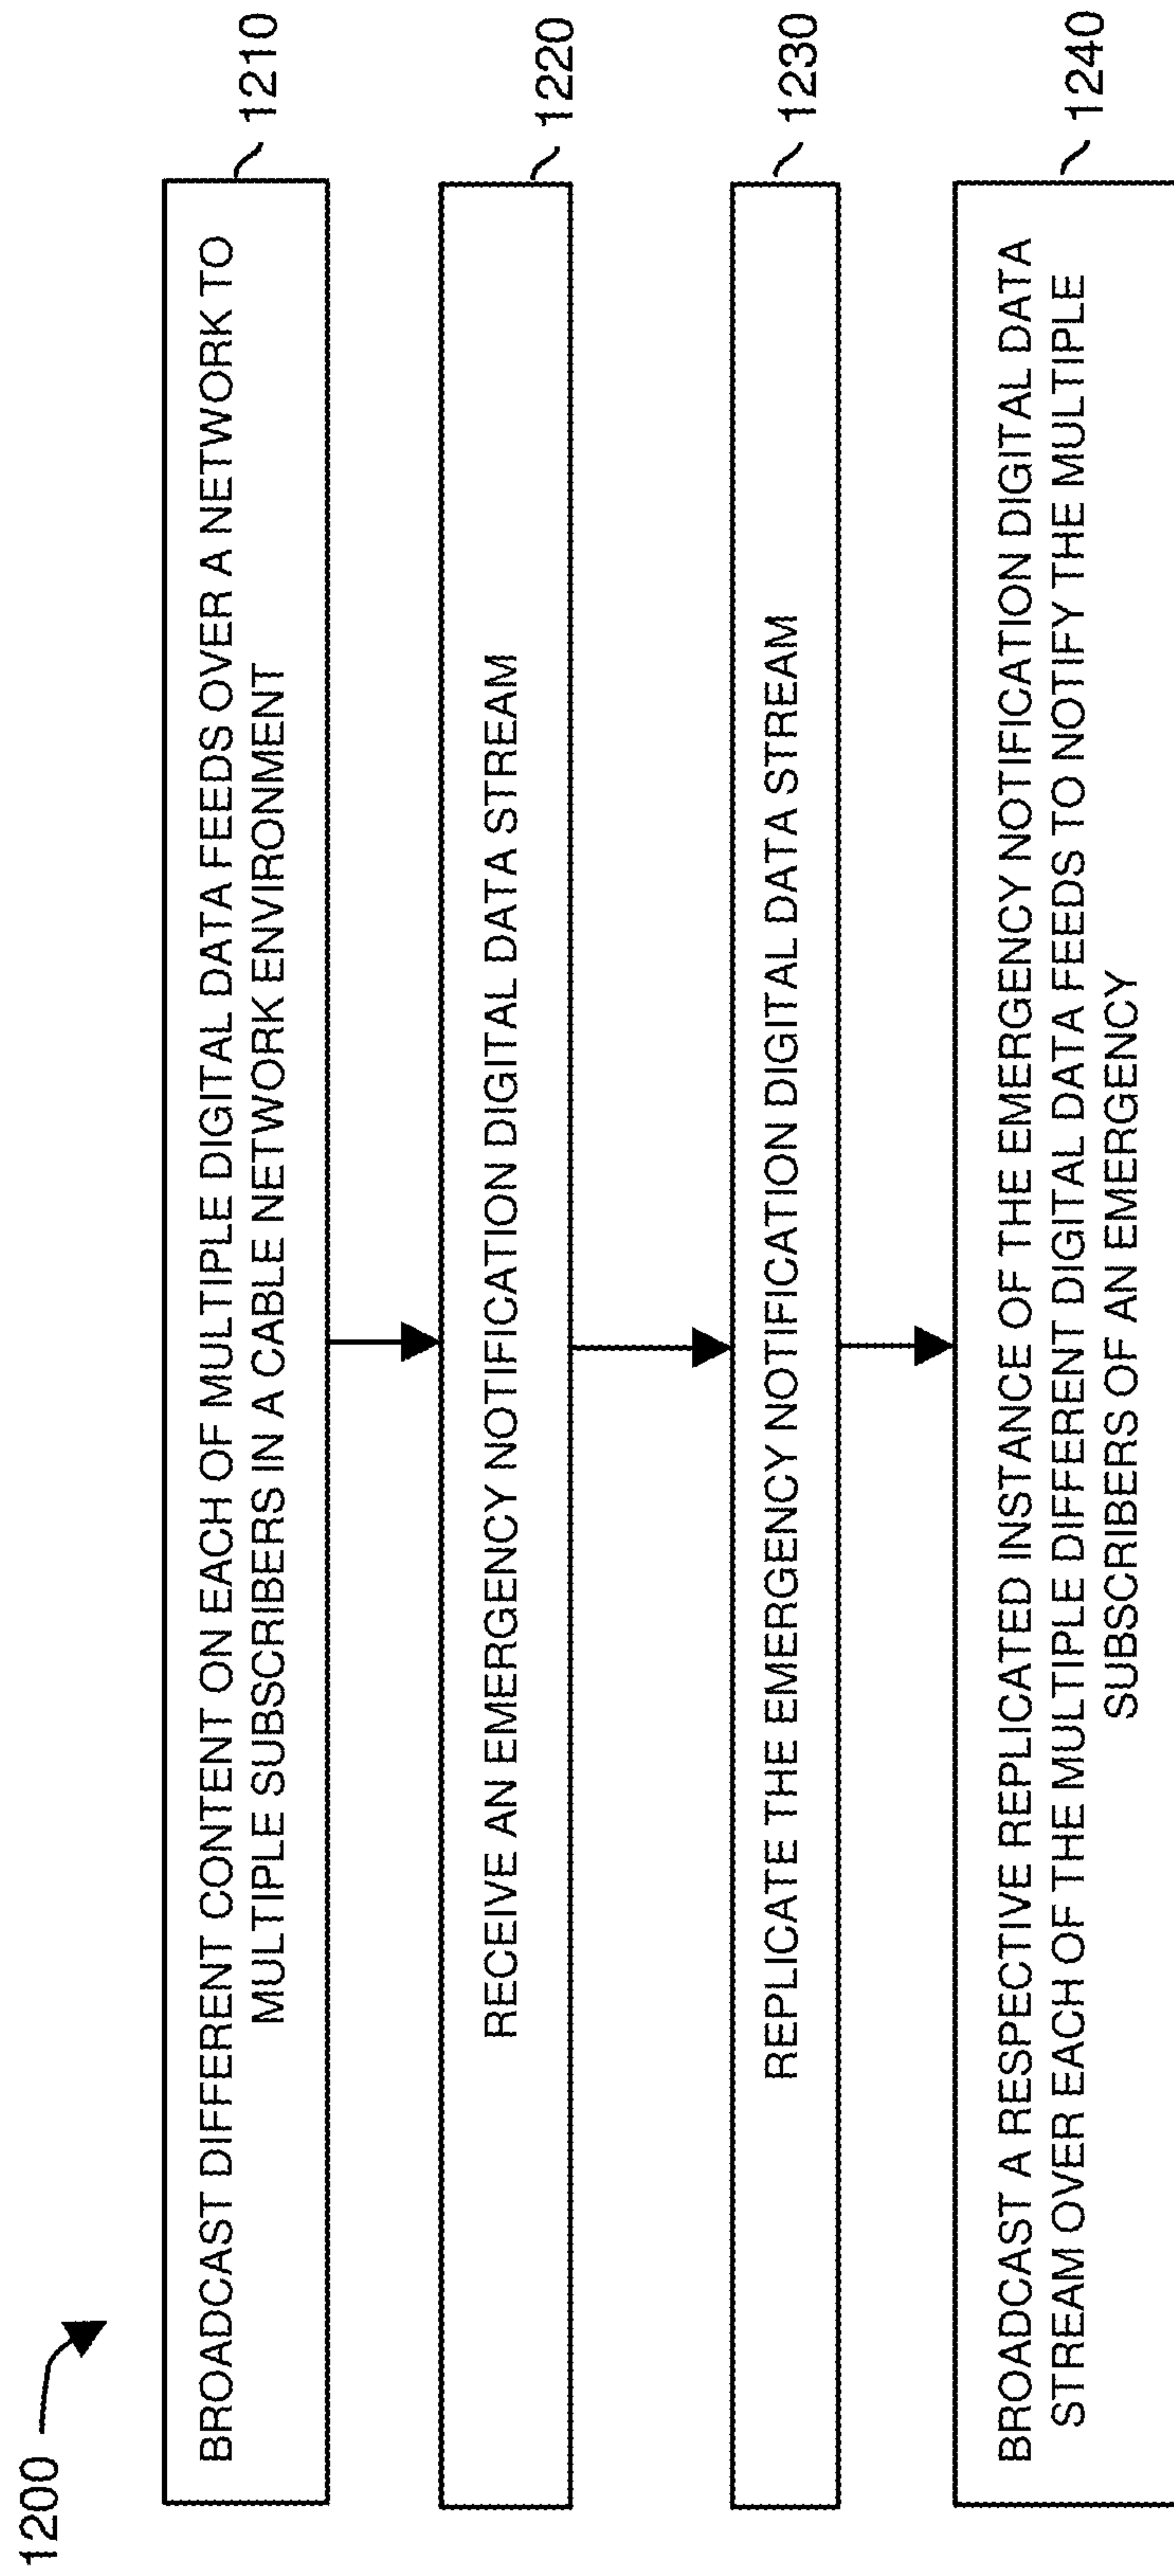 1200
BROADCAST DIFFERENT CONTENT ON EACH OF MULTIPLE DIGITAL DATA FEEDS OVER A NETWORK TO
MULTIPLE SUBSCRIBERS IN A CABLE NETWORK ENVIRONMENT
1210
RECEIVE AN EMERGENCY NOTIFICATION DIGITAL DATA STREAM
1220
REPLICATE THE EMERGENCY NOTIFICATION DIGITAL DATA STREAM
1230
BROADCAST A RESPECTIVE REPLICATED INSTANCE OF THE EMERGENCY NOTIFICATION DIGITAL DATA
STREAM OVER EACH OF THE MULTIPLE DIFFERENT DIGITAL DATA FEEDS TO NOTIFY THE MULTIPLE
SUBSCRIBERS OF AN EMERGENCY
1240